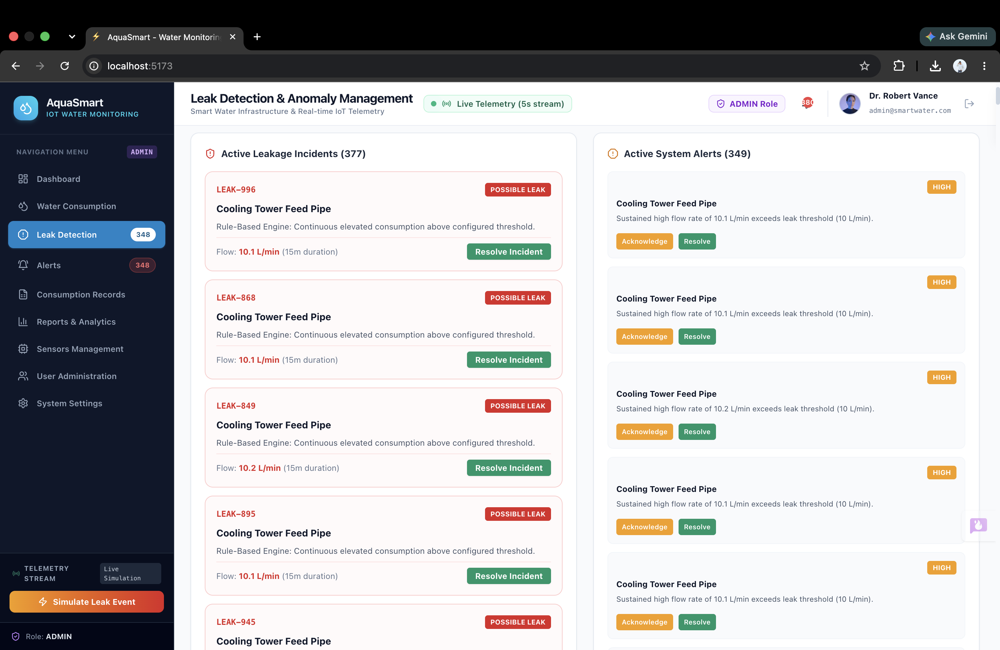 AquaSmart - Water Monitoring
Ask Gemini
localhost:5173
AquaSmart
IOT WATER MONITORING
NAVIGATION MENU
ADMIN
Dashboard
Water Consumption
Leak Detection
348
Alerts
348
Consumption Records
Reports & Analytics
Sensors Management
User Administration
System Settings
TELEMETRY STREAM
Live Simulation
Simulate Leak Event
Role: ADMIN
Leak Detection & Anomaly Management
Smart Water Infrastructure & Real-time IoT Telemetry
Live Telemetry (5s stream)
ADMIN Role
380
Dr. Robert Vance
admin@smartwater.com
Active Leakage Incidents (377)
LEAK-996
POSSIBLE LEAK
Cooling Tower Feed Pipe
Rule-Based Engine: Continuous elevated consumption above configured threshold.
Flow: 10.1 L/min (15m duration)
Resolve Incident
LEAK-868
POSSIBLE LEAK
Cooling Tower Feed Pipe
Rule-Based Engine: Continuous elevated consumption above configured threshold.
Flow: 10.1 L/min (15m duration)
Resolve Incident
LEAK-849
POSSIBLE LEAK
Cooling Tower Feed Pipe
Rule-Based Engine: Continuous elevated consumption above configured threshold.
Flow: 10.2 L/min (15m duration)
Resolve Incident
LEAK-895
POSSIBLE LEAK
Cooling Tower Feed Pipe
Rule-Based Engine: Continuous elevated consumption above configured threshold.
Flow: 10.1 L/min (15m duration)
Resolve Incident
LEAK-945
POSSIBLE LEAK
Cooling Tower Feed Pipe
Active System Alerts (349)
HIGH
Cooling Tower Feed Pipe
Sustained high flow rate of 10.1 L/min exceeds leak threshold (10 L/min).
Acknowledge
Resolve
HIGH
Cooling Tower Feed Pipe
Sustained high flow rate of 10.1 L/min exceeds leak threshold (10 L/min).
Acknowledge
Resolve
HIGH
Cooling Tower Feed Pipe
Sustained high flow rate of 10.2 L/min exceeds leak threshold (10 L/min).
Acknowledge
Resolve
HIGH
Cooling Tower Feed Pipe
Sustained high flow rate of 10.1 L/min exceeds leak threshold (10 L/min).
Acknowledge
Resolve
HIGH
Cooling Tower Feed Pipe
Sustained high flow rate of 10.1 L/min exceeds leak threshold (10 L/min).
Acknowledge
Resolve